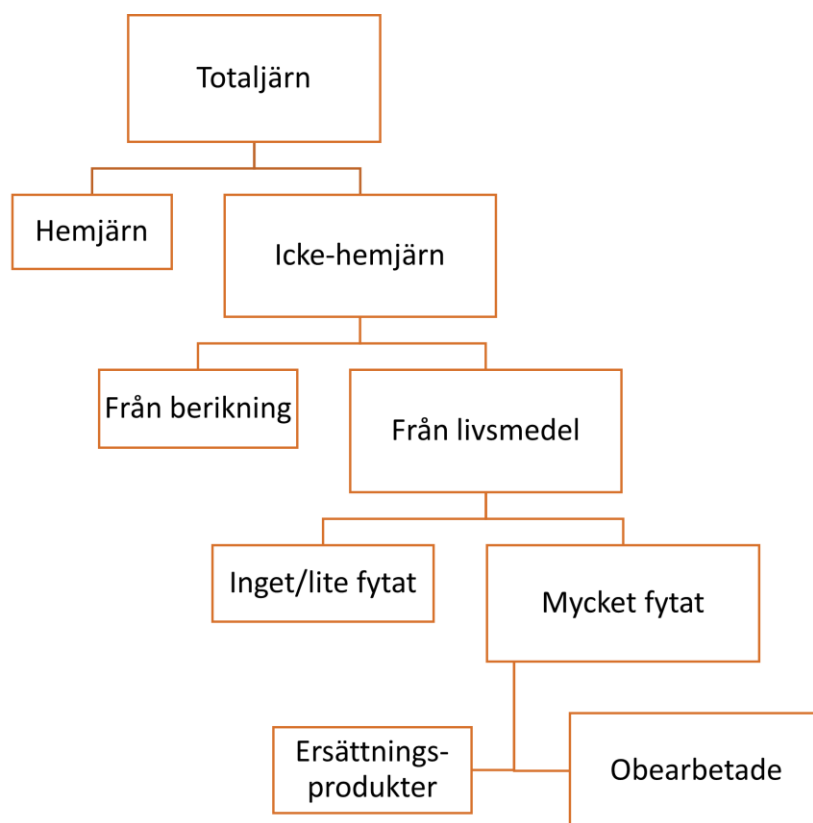 Totaljärn
Hemjärn
Icke-hemjärn
Från berikning
Från livsmedel
Inget/lite fytat
Mycket fytat
Ersättnings-
produkter
Obearbetade